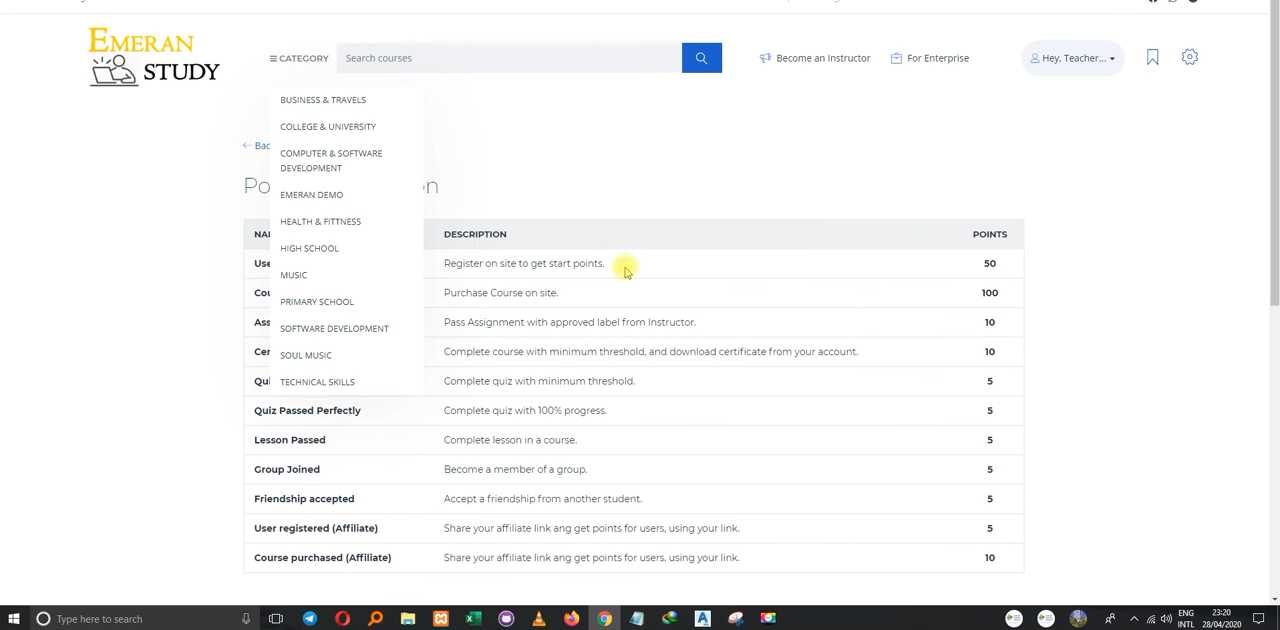 EMERAN
STUDY
CATEGORY
Search courses
Become an Instructor
For Enterprise
Hey, Teacher...
BUSINESS & TRAVELS
COLLEGE & UNIVERSITY
COMPUTER & SOFTWARE
DEVELOPMENT
EMERAN DEMO
HEALTH & FITTNESS
HIGH SCHOOL
MUSIC
PRIMARY SCHOOL
SOFTWARE DEVELOPMENT
SOUL MUSIC
TECHNICAL SKILLS
DESCRIPTION POINTS
Register on site to get start points. 50
Purchase Course on site. 100
Pass Assignment with approved label from Instructor. 10
Complete course with minimum threshold, and download certificate from your account. 10
Complete quiz with minimum threshold. 5
Quiz Passed Perfectly Complete quiz with 100% progress. 5
Lesson Passed Complete lesson in a course. 5
Group Joined Become a member of a group. 5
Friendship accepted Accept a friendship from another student. 5
User registered (Affiliate) Share your affiliate link ang get points for users, using your link. 5
Course purchased (Affiliate) Share your affiliate link ang get points for users, using your link. 10
Type here to search
ENG
INTL
23:20
28/04/2020